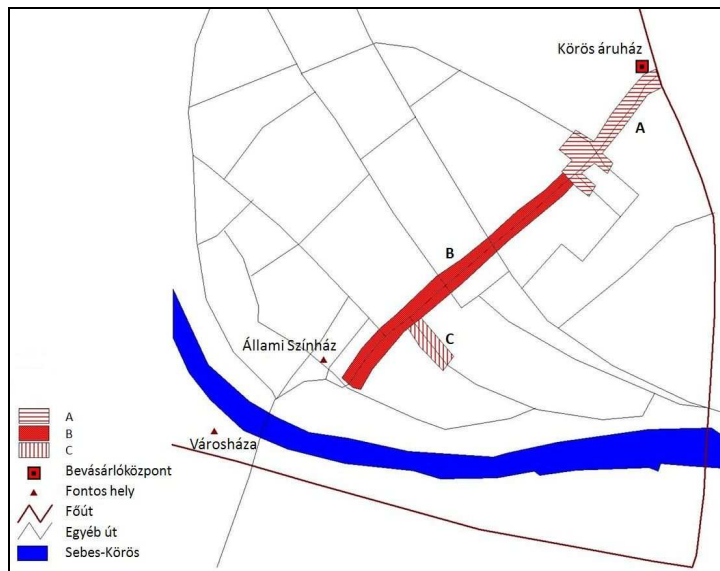 Körös áruház
A
B
C
Állami Színház
Városháza
A
B
C
Bevásárlóközpont
Fontos hely
Főút
Egyéb út
Sebes-Körös